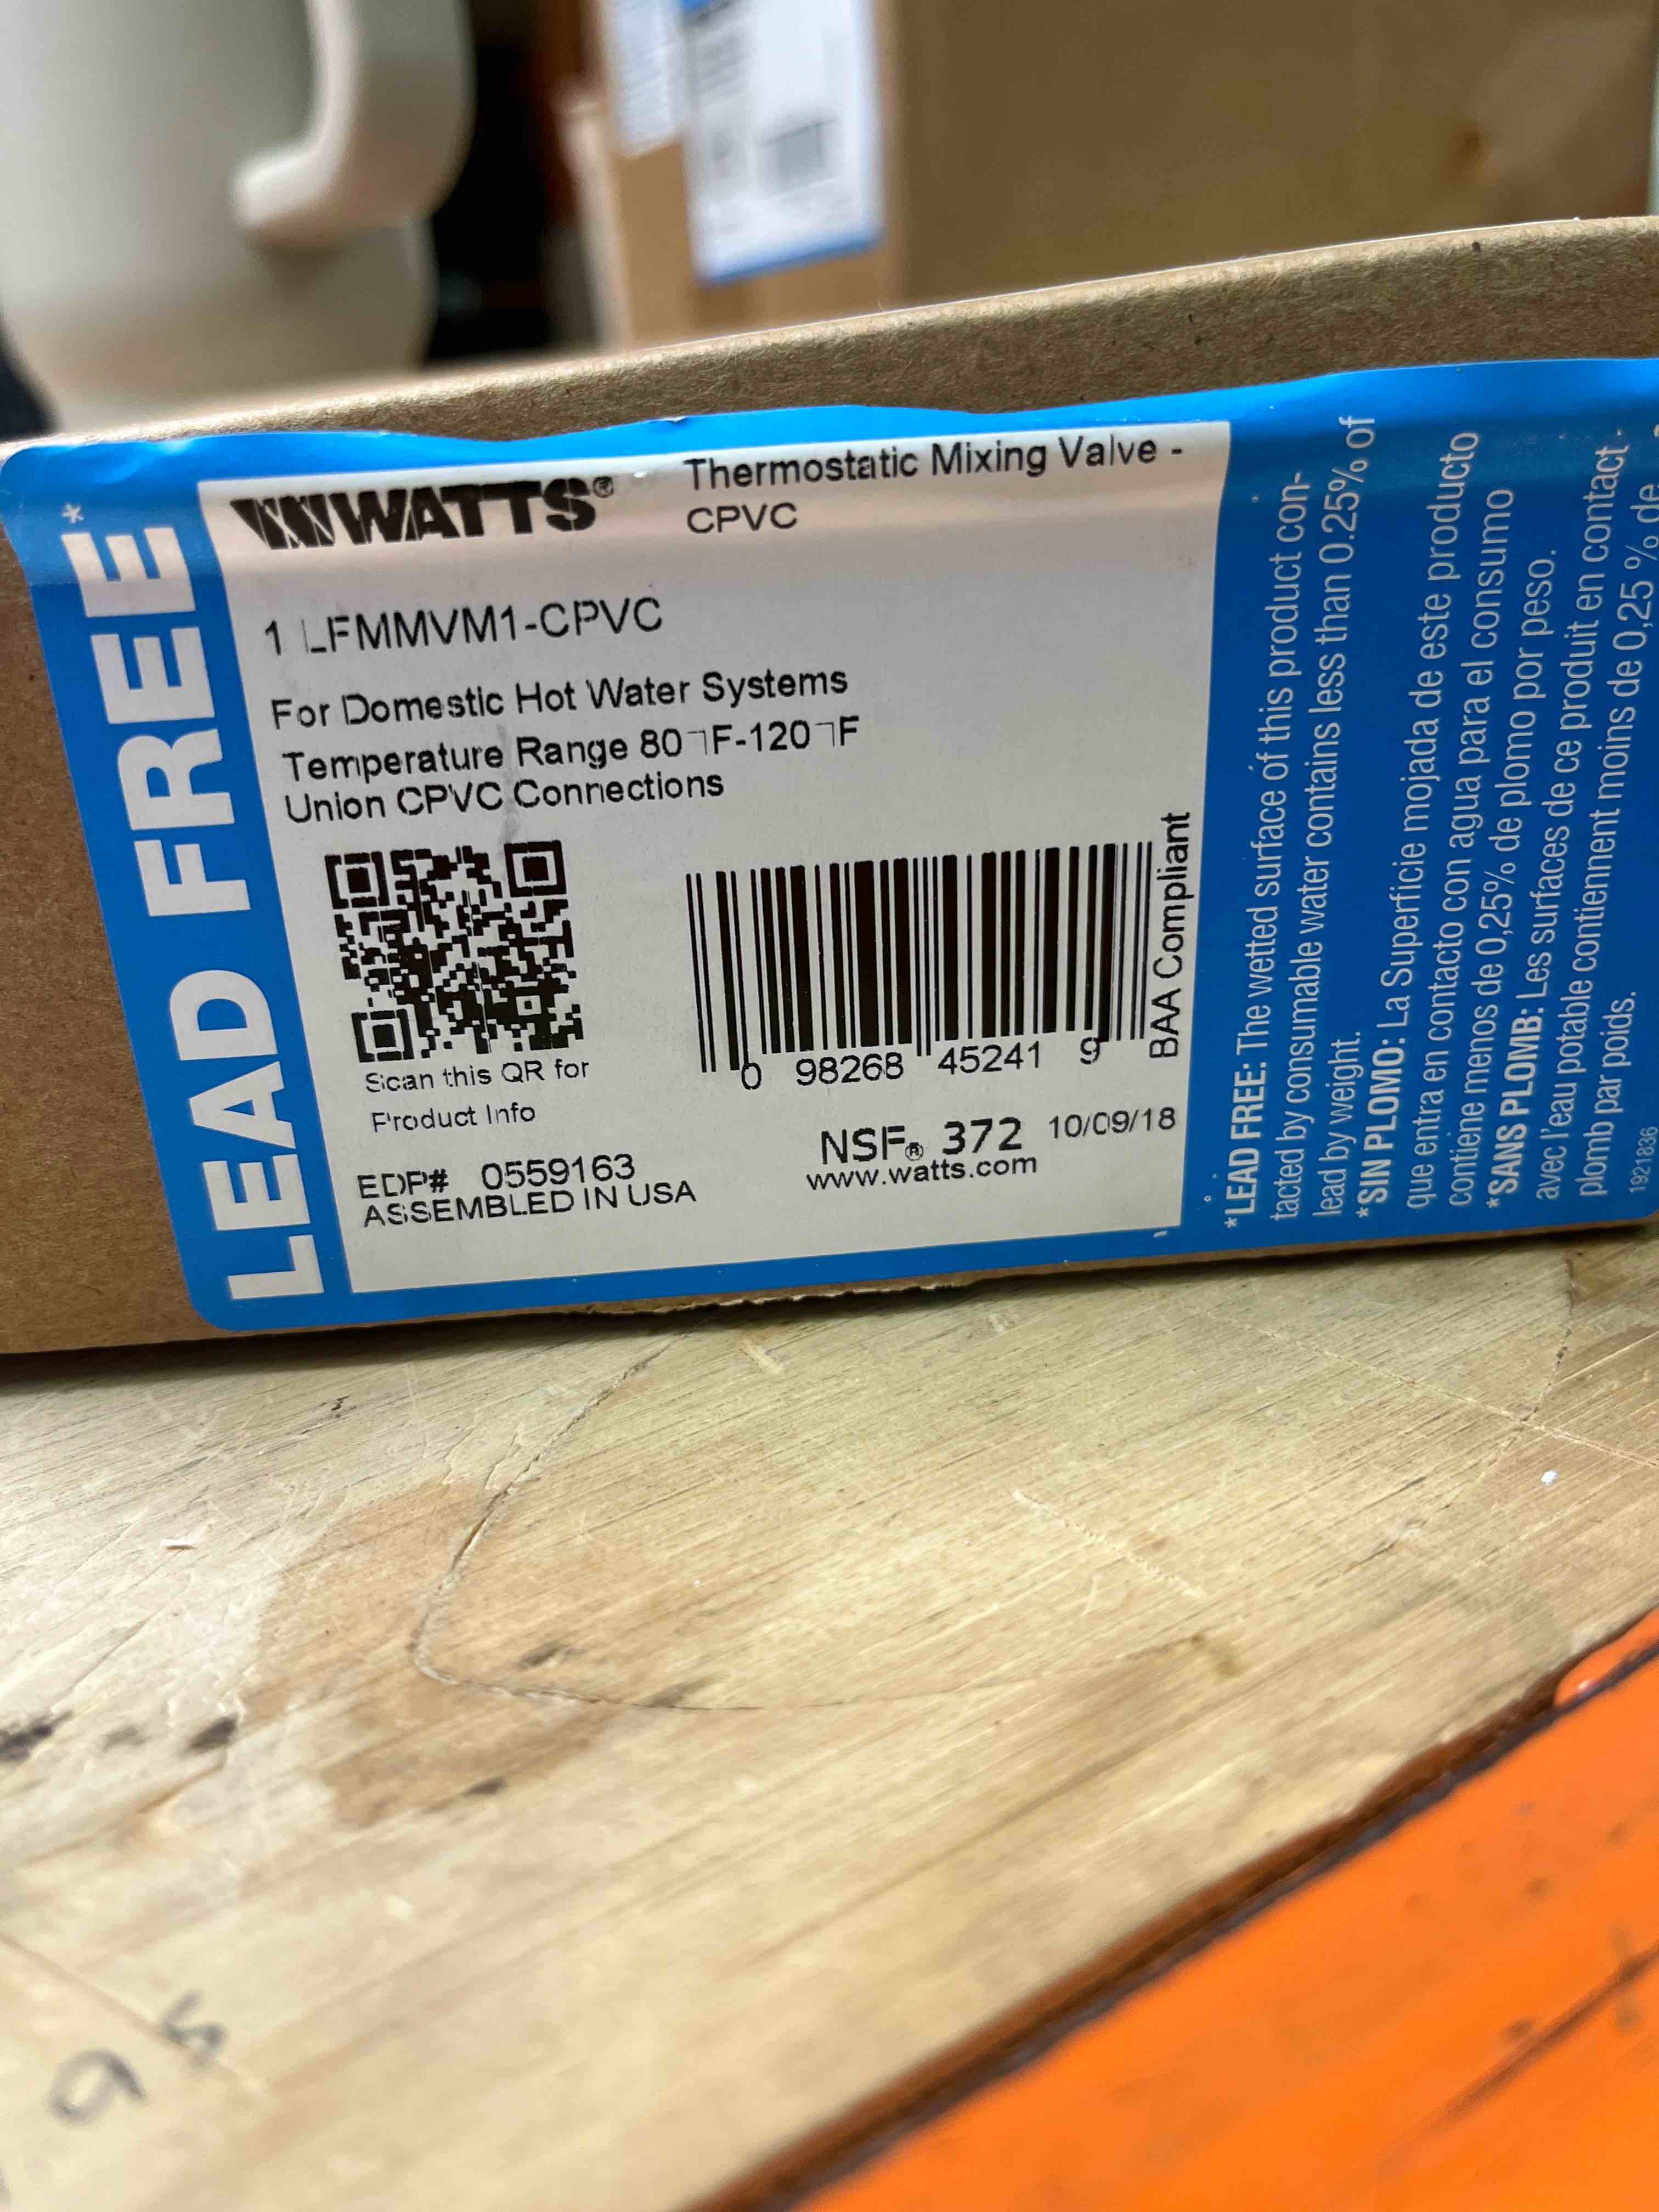 LEAD FREE*
WATTS®
Thermostatic Mixing Valve -
CPVC
1 LFMMVM1-CPVC
For Domestic Hot Water Systems
Temperature Range 80¬F-120¬F
Union CPVC Connections
Scan this QR for
Product Info
0 98268 45241 9
BAA Compliant
EDP# 0559163
ASSEMBLED IN USA
NSF® 372 10/09/18
www.watts.com
*LEAD FREE: The wetted surface of this product con-
tacted by consumable water contains less than 0.25% of
lead by weight.
*SIN PLOMO: La Superficie mojada de este producto
que entra en contacto con agua para el consumo
contiene menos de 0,25% de plomo por peso.
*SANS PLOMB: Les surfaces de ce produit en contact
avec l'eau potable contiennent moins de 0,25 % de
plomb par poids.
1921836